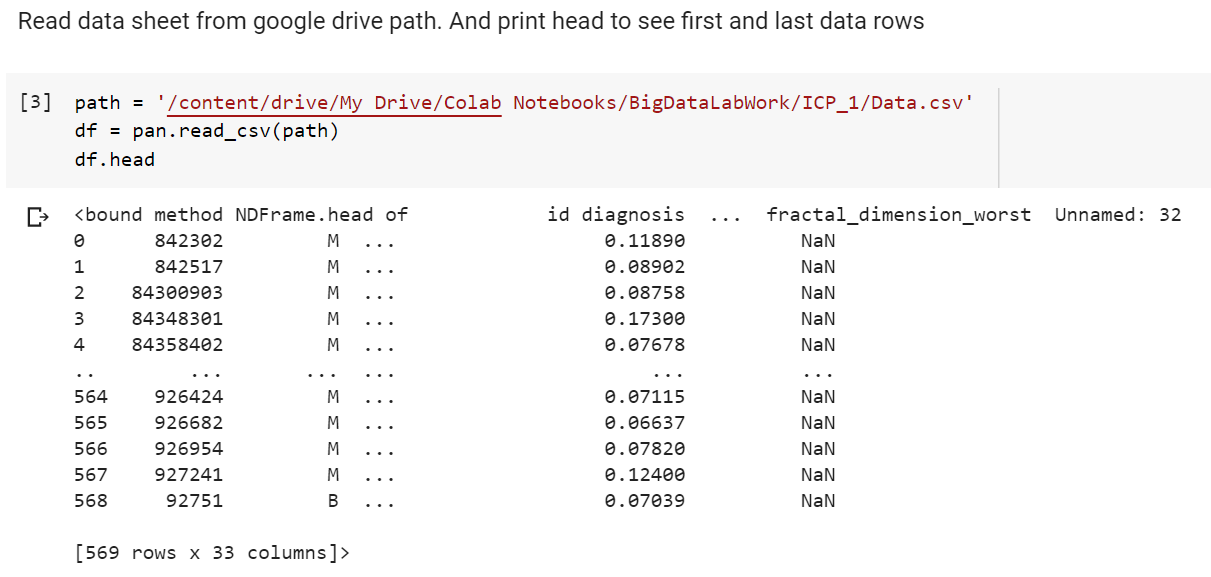 Read data sheet from google drive path. And print head to see first and last data rows
[3] path = '/content/drive/My Drive/Colab Notebooks/BigDataLabWork/ICP_1/Data.csv'
df = pan.read_csv(path)
df.head
<bound method NDFrame.head of            id diagnosis  ...  fractal_dimension_worst  Unnamed: 32
0      842302         M  ...                  0.11890          NaN
1      842517         M  ...                  0.08902          NaN
2    84300903         M  ...                  0.08758          NaN
3    84348301         M  ...                  0.17300          NaN
4    84358402         M  ...                  0.07678          NaN
..        ...       ...  ...                      ...          ...
564    926424         M  ...                  0.07115          NaN
565    926682         M  ...                  0.06637          NaN
566    926954         M  ...                  0.07820          NaN
567    927241         M  ...                  0.12400          NaN
568     92751         B  ...                  0.07039          NaN
[569 rows x 33 columns]>